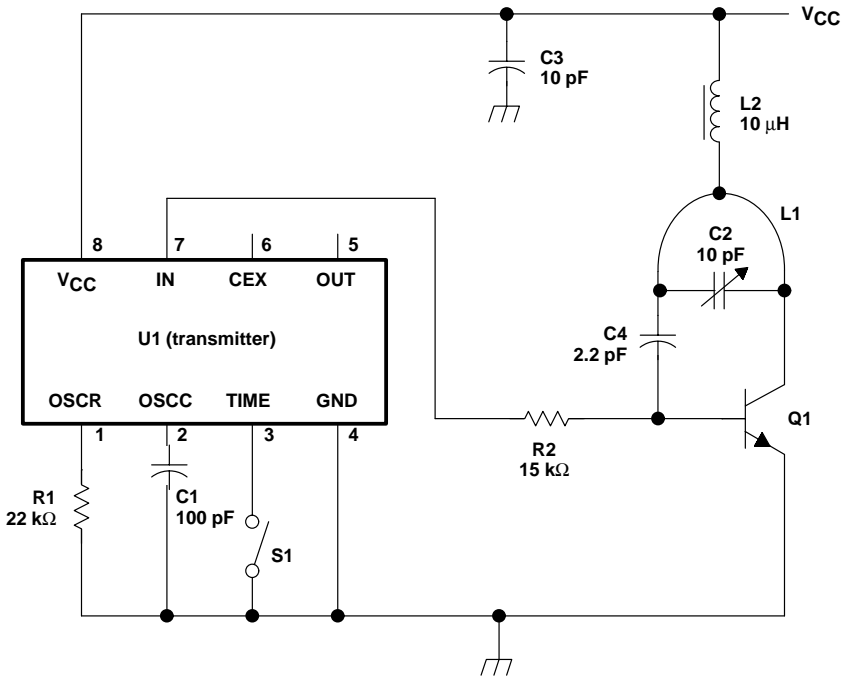 VCC
C3
10 pF
L2
10 μH
L1
C2
10 pF
8
7
6
5
VCC
IN
CEX
OUT
U1 (transmitter)
C4
2.2 pF
OSCR
OSCC
TIME
GND
Q1
1
2
3
4
R2
15 kΩ
R1
22 kΩ
C1
100 pF
S1